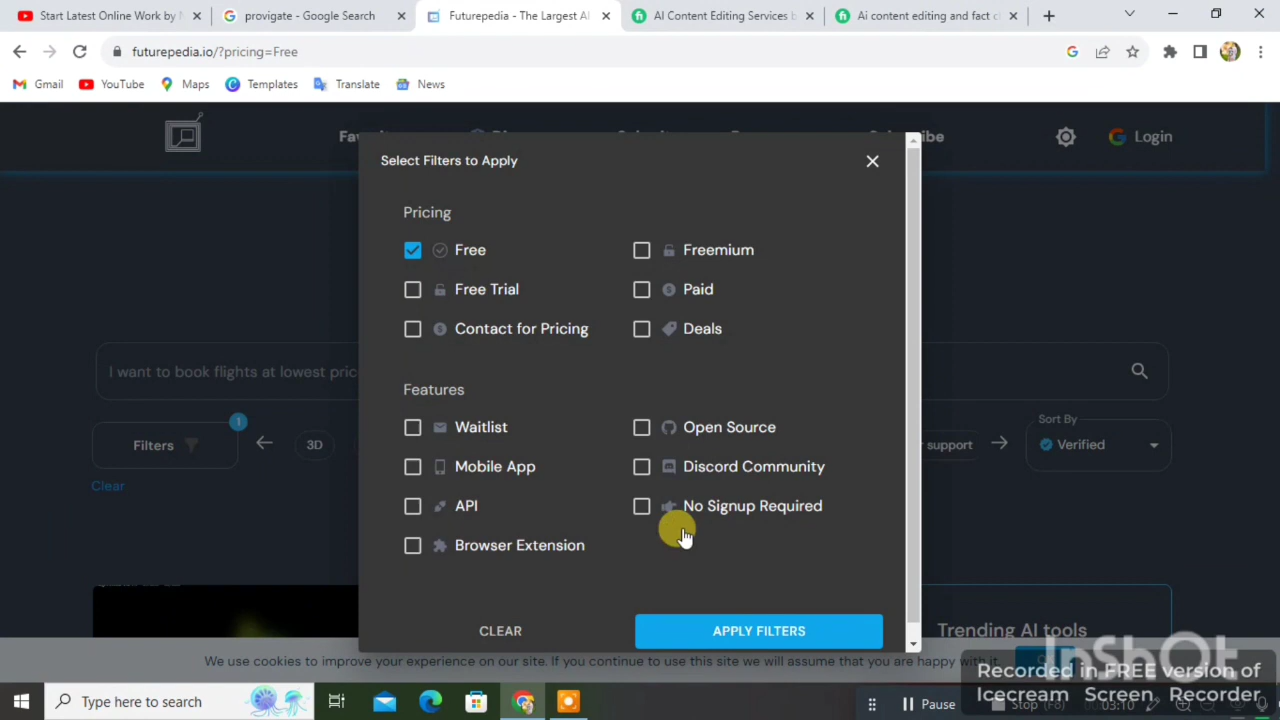 Start Latest Online Work by
provigate - Google Search
Futurepedia - The Largest AI
AI Content Editing Services b
Ai content editing and fact c
futurepedia.io/?pricing=Free
Gmail
YouTube
Maps
Templates
Translate
News
Login
Select Filters to Apply
Pricing
Free
Freemium
Free Trial
Paid
Contact for Pricing
Deals
I want to book flights at lowest pric
Features
Waitlist
Open Source
Mobile App
Discord Community
API
No Signup Required
Browser Extension
Filters
1
3D
support
Sort By
Verified
Clear
CLEAR
APPLY FILTERS
Trending AI tools
We use cookies to improve your experience on our site. If you continue to use this site we will assume that you are happy with it.
InShOt
Recorded in FREE version of
Icecream Screen Recorder
Type here to search
Pause
Stop (F8)
00:03:10